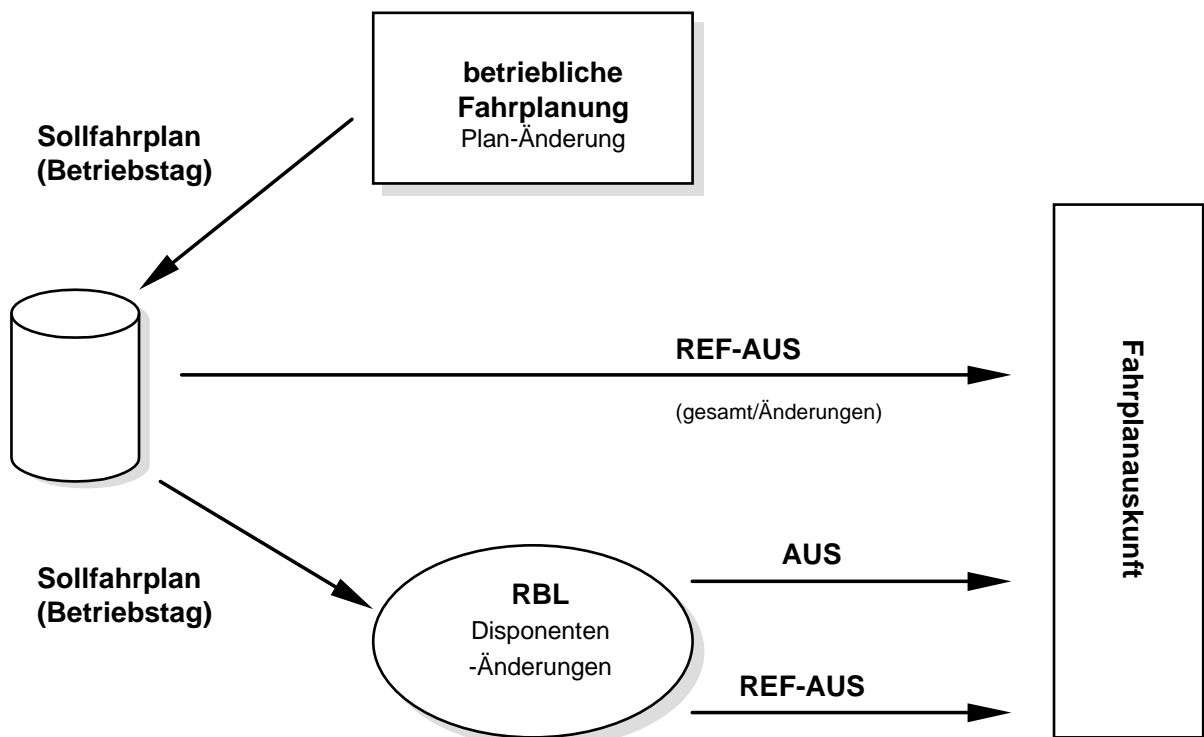 betriebliche
Fahrplanung
Plan-Änderung
Sollfahrplan
(Betriebstag)
REF-AUS
(gesamt/Änderungen)
Fahrplanauskunft
Sollfahrplan
(Betriebstag)
RBL
Disponenten
-Änderungen
AUS
REF-AUS